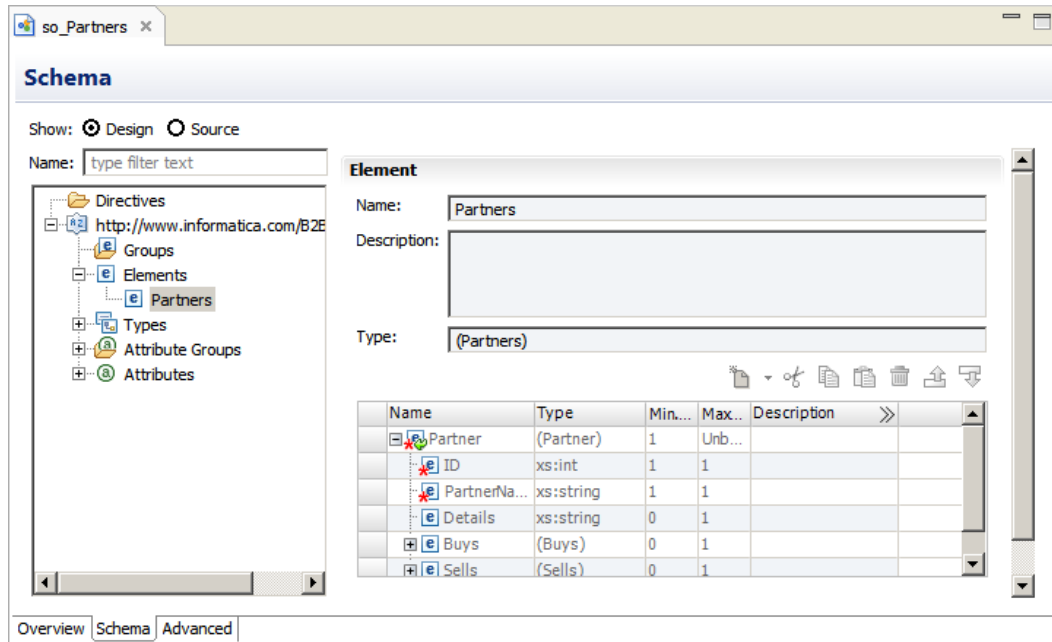 so_Partners
Schema
Show: Design Source
Name: type filter text
Directives
http://www.informatica.com/B2B
Groups
Elements
Partners
Types
Attribute Groups
Attributes
Element
Name: Partners
Description:
Type: (Partners)
Name Type Min.... Max... Description
Partner (Partner) 1 Unb...
ID xs:int 1 1
PartnerNa... xs:string 1 1
Details xs:string 0 1
Buys (Buys) 0 1
Sells (Sells) 0 1
Overview Schema Advanced